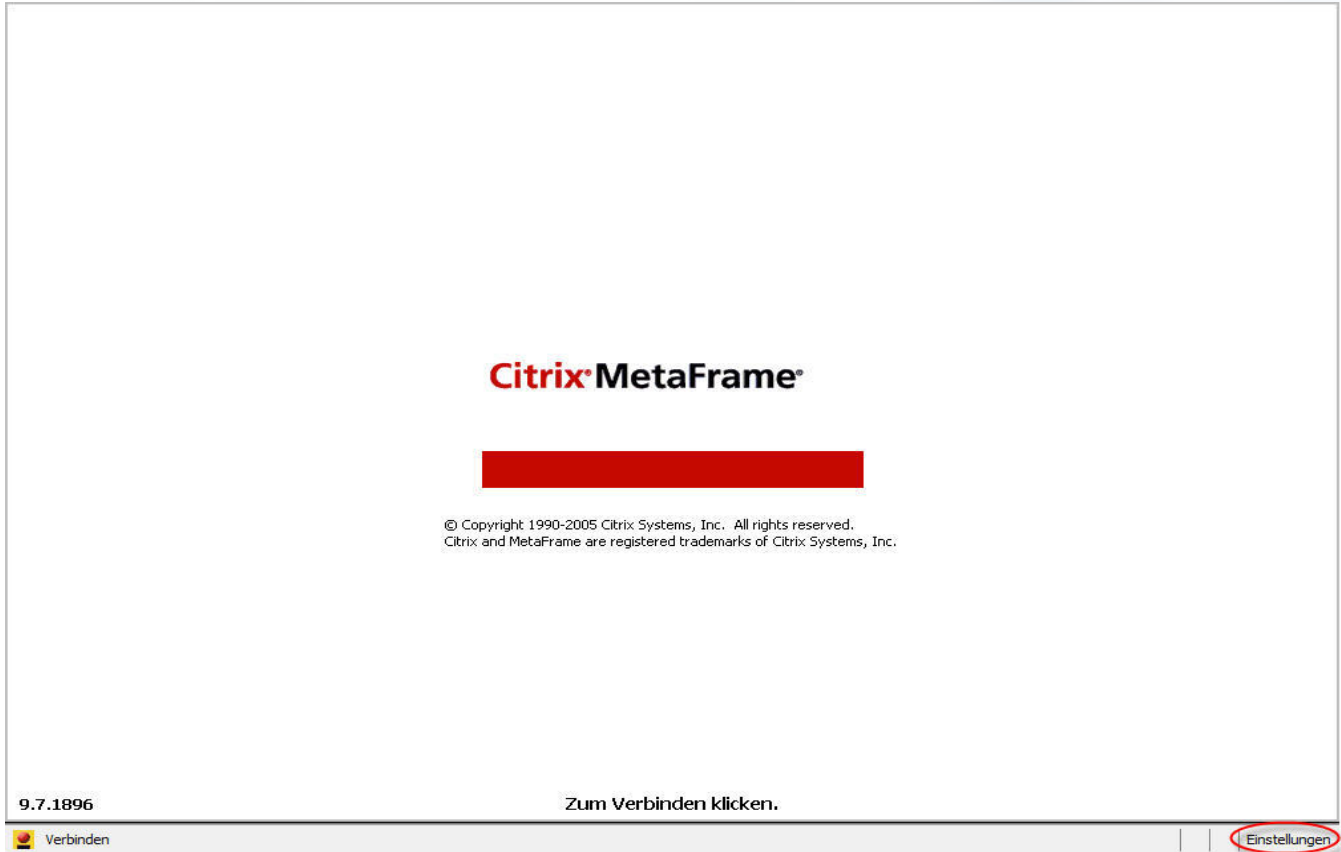 Citrix® MetaFrame®
© Copyright 1990-2005 Citrix Systems, Inc. All rights reserved.
Citrix and MetaFrame are registered trademarks of Citrix Systems, Inc.
9.7.1896
Zum Verbinden klicken.
Verbinden
Einstellungen